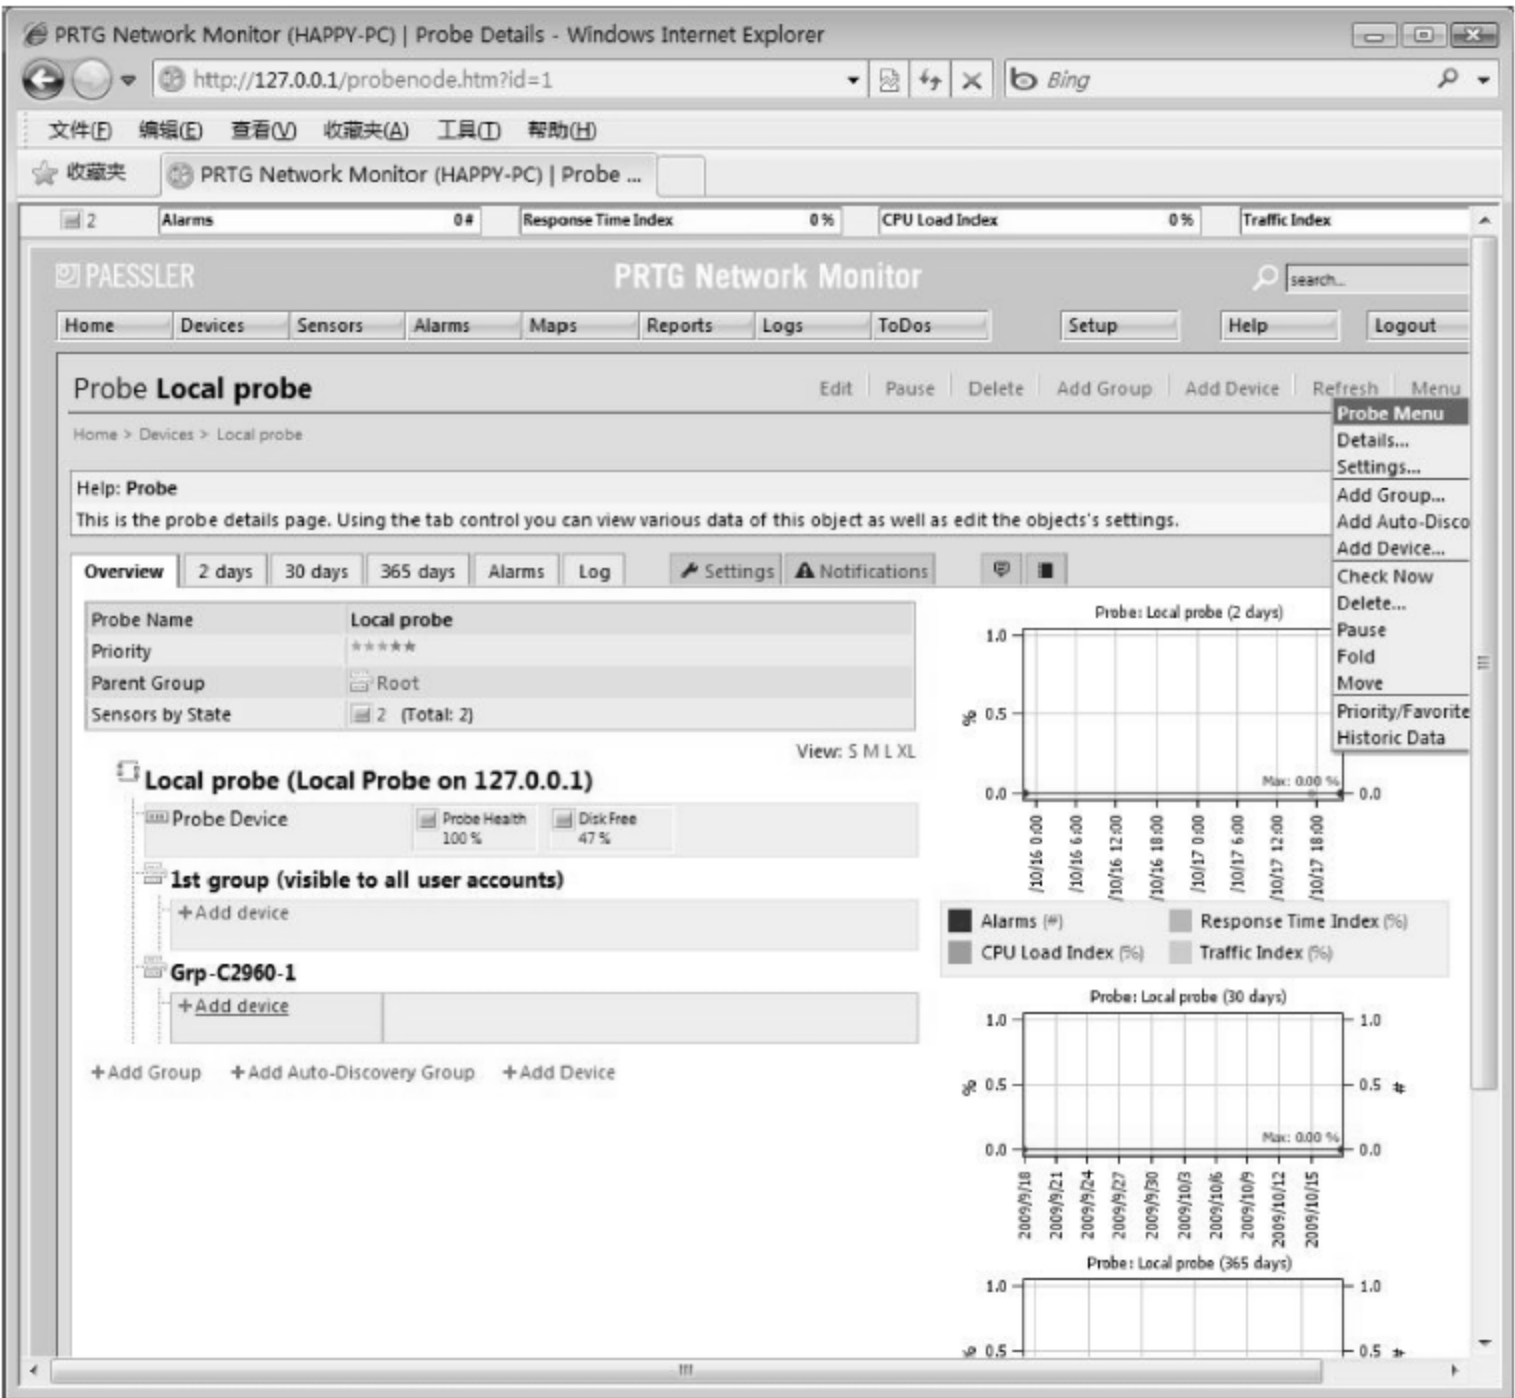 PRTG Network Monitor (HAPPY-PC) | Probe Details - Windows Internet Explorer
http://127.0.0.1/probenode.htm?id=1 Bing
文件(F) 编辑(E) 查看(V) 收藏夹(A) 工具(T) 帮助(H)
收藏夹 PRTG Network Monitor (HAPPY-PC) | Probe ...
2 Alarms 0 # Response Time Index 0 % CPU Load Index 0 % Traffic Index
PAESSLER PRTG Network Monitor search...
Home Devices Sensors Alarms Maps Reports Logs ToDos Setup Help Logout
Probe Local probe Edit Pause Delete Add Group Add Device Refresh Menu
Home > Devices > Local probe
Probe Menu
Details...
Settings...
Add Group...
Add Auto-Disco
Add Device...
Check Now
Delete...
Pause
Fold
Move
Priority/Favorite
Historic Data
Help: Probe
This is the probe details page. Using the tab control you can view various data of this object as well as edit the objects's settings.
Overview 2 days 30 days 365 days Alarms Log Settings Notifications
Probe Name Local probe
Priority ★★★★★
Parent Group Root
Sensors by State 2 (Total: 2)
View: S M L XL
Local probe (Local Probe on 127.0.0.1)
Probe Device Probe Health 100 % Disk Free 47 %
1st group (visible to all user accounts)
+Add device
Grp-C2960-1
+Add device
+Add Group +Add Auto-Discovery Group +Add Device
Probe: Local probe (2 days)
1.0
% 0.5
Max: 0.00 %
0.0 0.0
/10/16 0:00 /10/16 6:00 /10/16 12:00 /10/16 18:00 /10/17 0:00 /10/17 6:00 /10/17 12:00 /10/17 18:00
Alarms (#) Response Time Index (%)
CPU Load Index (%) Traffic Index (%)
Probe: Local probe (30 days)
1.0 1.0
% 0.5 0.5 #
Max: 0.00 %
0.0 0.0
2009/9/18 2009/9/21 2009/9/24 2009/9/27 2009/9/30 2009/10/3 2009/10/6 2009/10/9 2009/10/12 2009/10/15
Probe: Local probe (365 days)
1.0 1.0
% 0.5 0.5 #